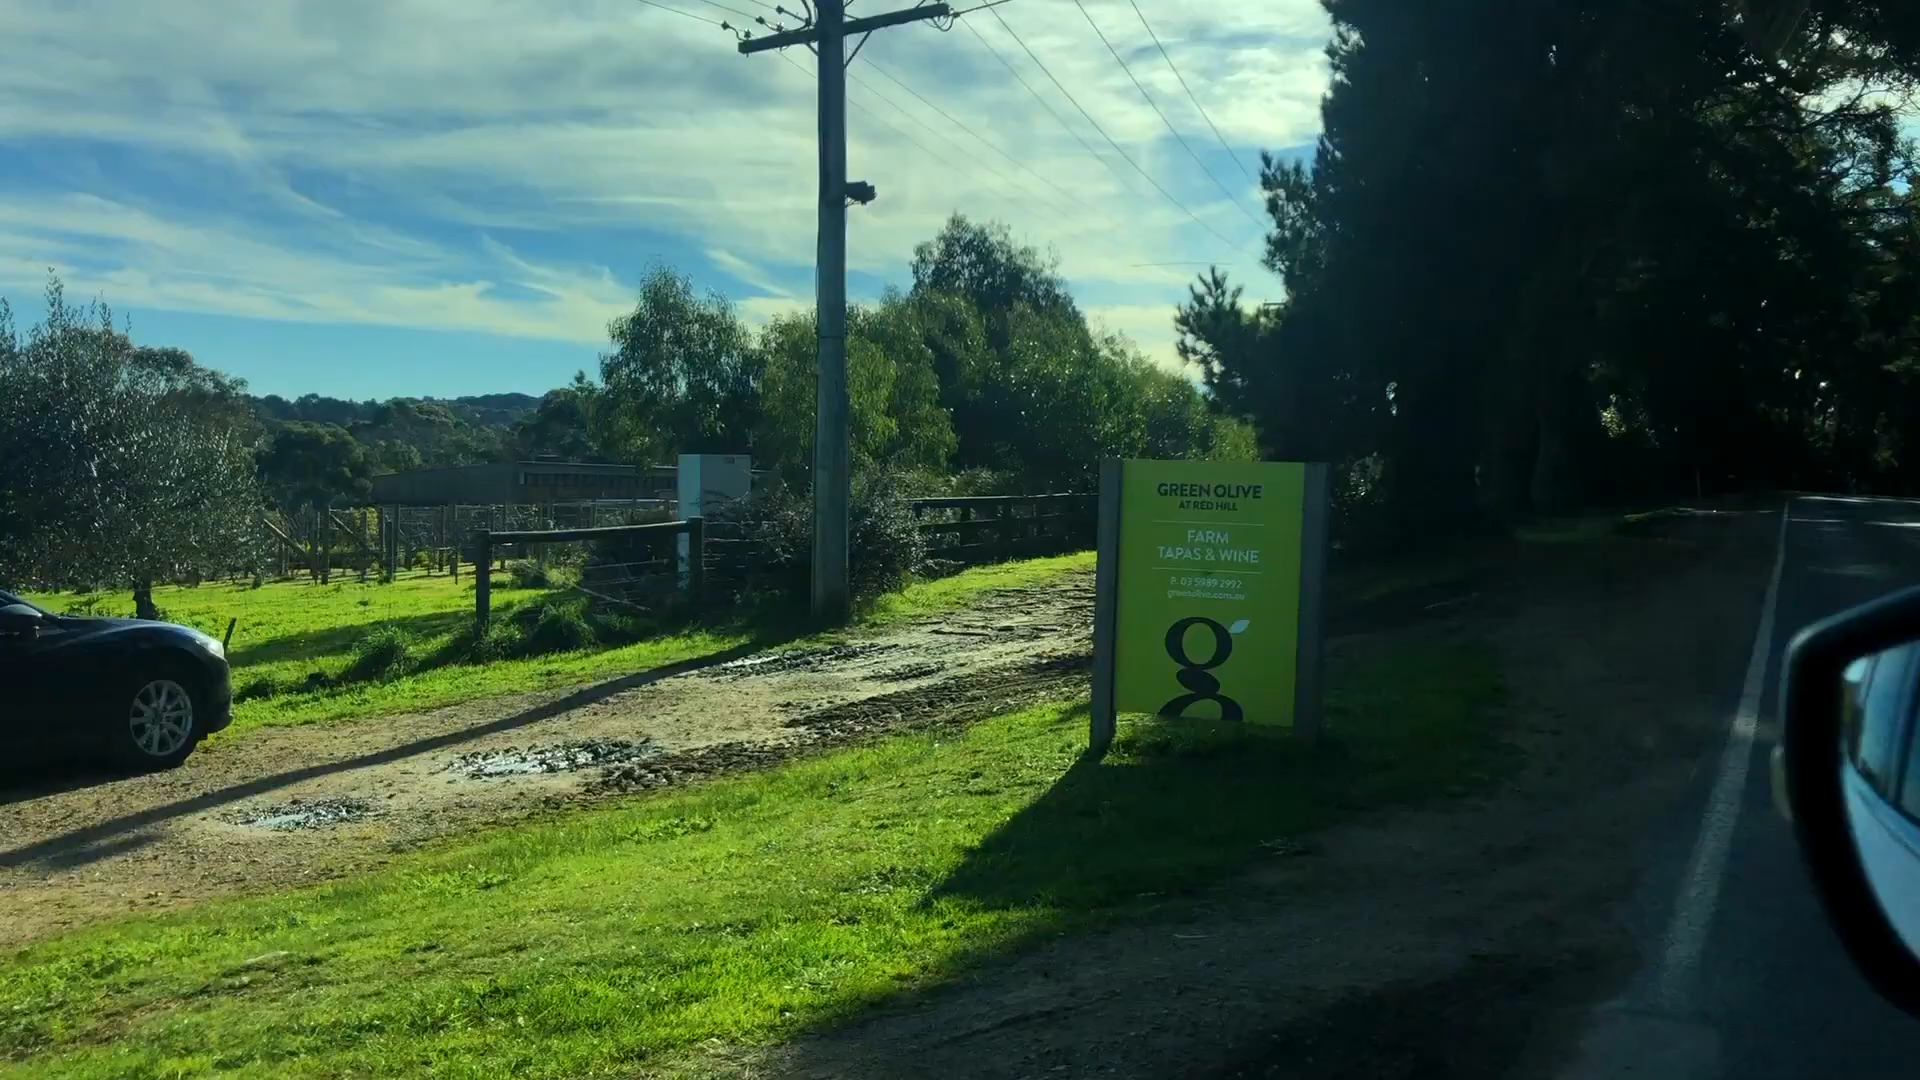 GREEN OLIVE
AT RED HILL
FARM
TAPAS & WINE
P. 03 5989 2992
greenolive.com.au
g